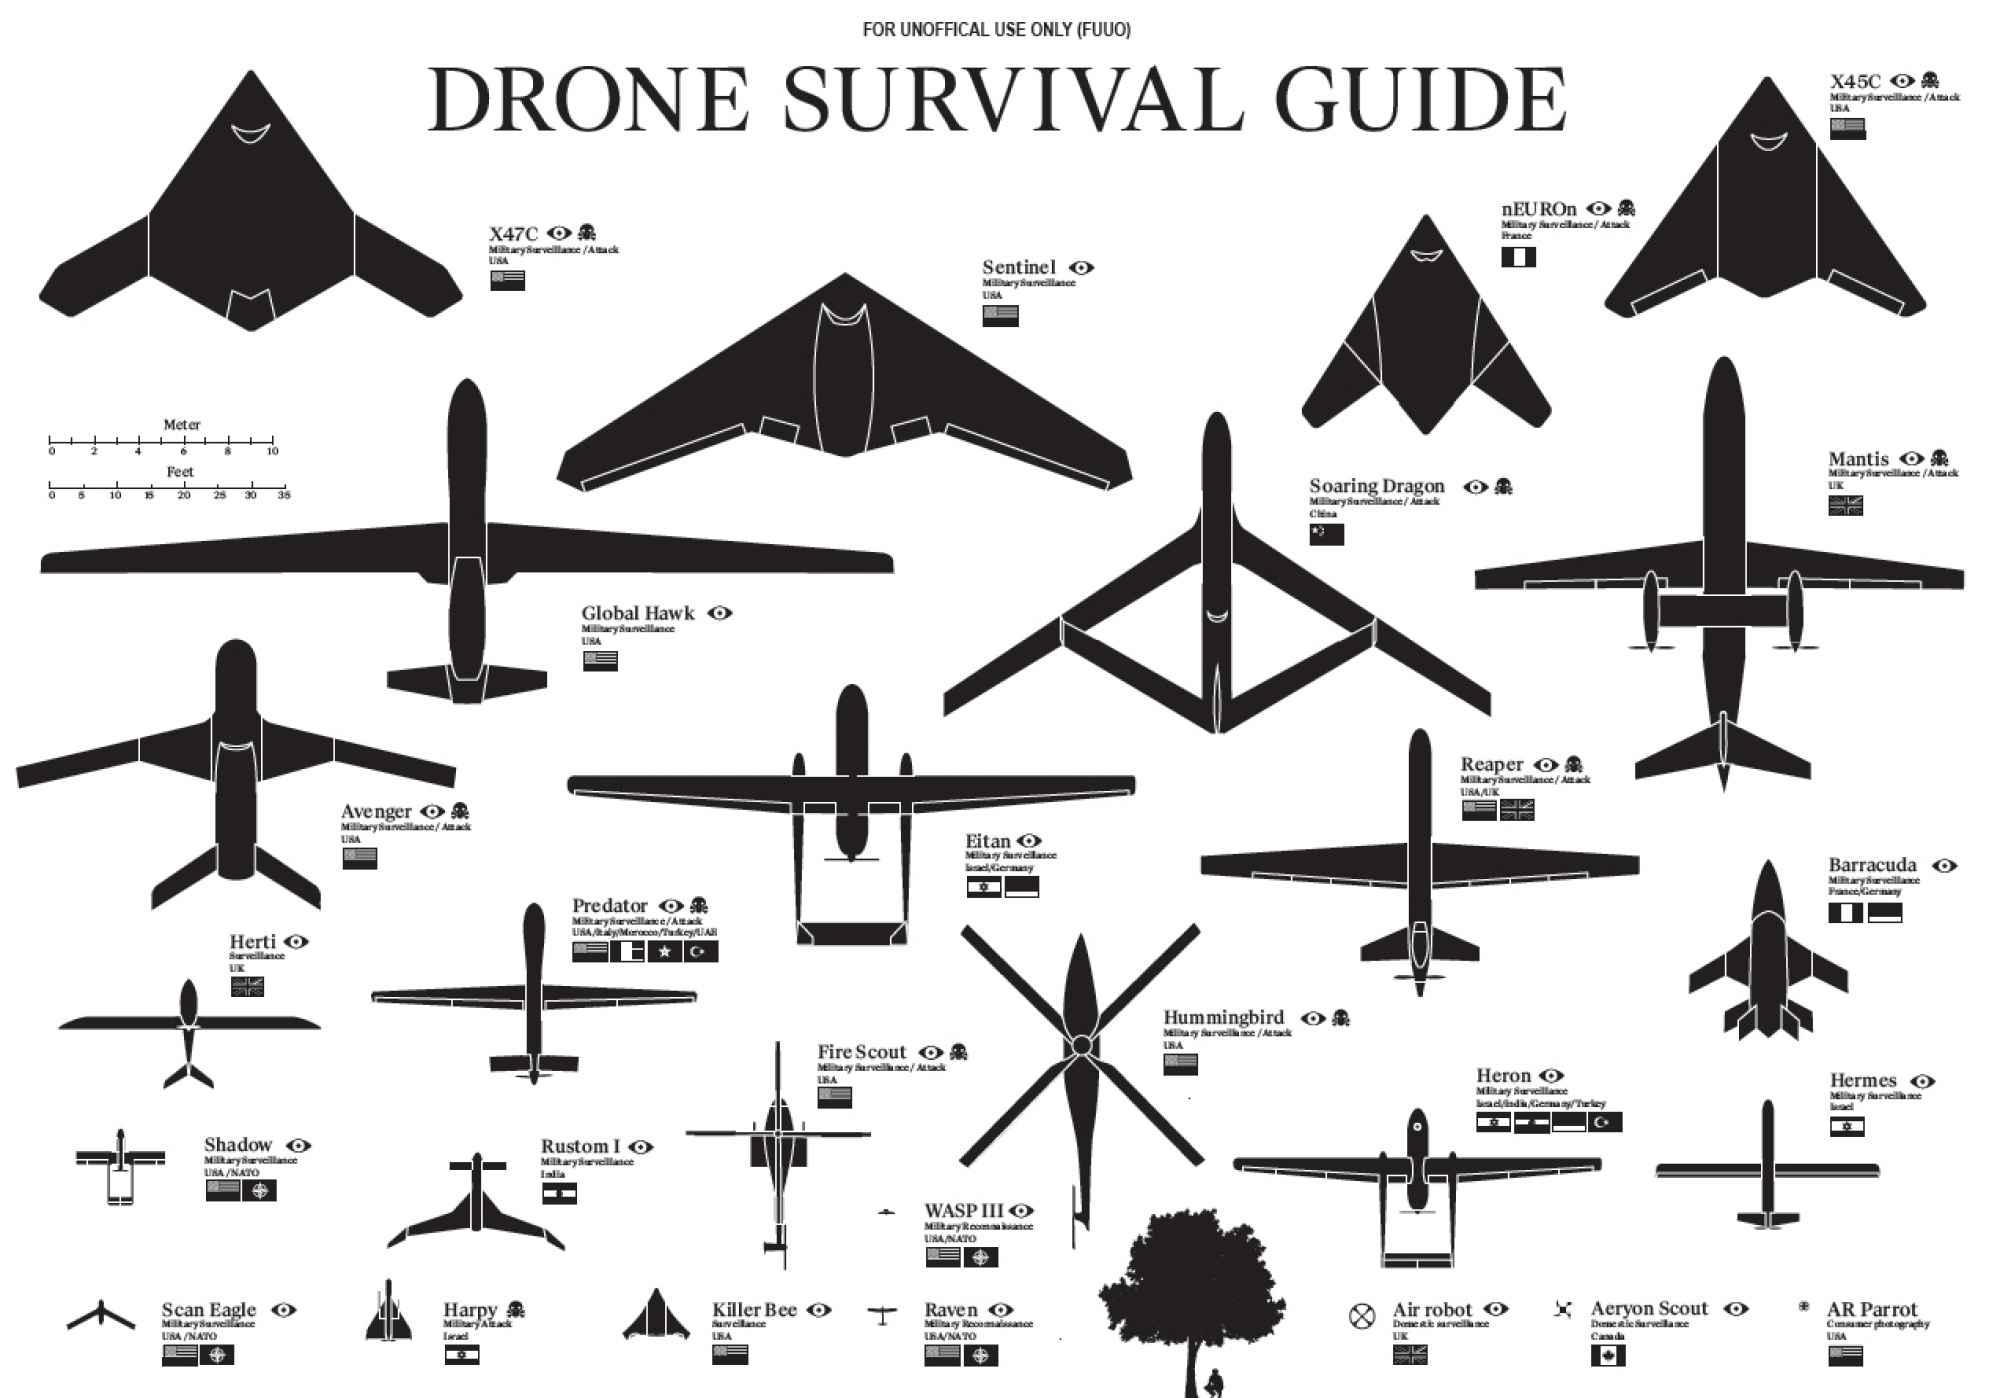 FOR UNOFFICAL USE ONLY (FUUO)
DRONE SURVIVAL GUIDE
X45C
Military Surveillance / Attack
USA
nEUROn
Military Surveillance / Attack
France
X47C
Military Surveillance / Attack
USA
Sentinel
Military Surveillance
USA
Meter
0 2 4 6 8 10
Feet
0 5 10 15 20 25 30 35
Soaring Dragon
Military Surveillance / Attack
China
Mantis
Military Surveillance / Attack
UK
Global Hawk
Military Surveillance
USA
Avenger
Military Surveillance / Attack
USA
Reaper
Military Surveillance / Attack
USA/UK
Eitan
Military Surveillance
Israel/Germany
Barracuda
Military Surveillance
France/Germany
Predator
Military Surveillance / Attack
USA/Italy/Morocco/Turkey/UAE
Herti
Surveillance
UK
Hummingbird
Military Surveillance / Attack
USA
Fire Scout
Military Surveillance / Attack
USA
Heron
Military Surveillance
Israel/India/Germany/Turkey
Hermes
Military Surveillance
Israel
Shadow
Military Surveillance
USA /NATO
Rustom I
Military Surveillance
India
WASP III
Military Reconnaissance
USA/NATO
Scan Eagle
Military Surveillance
USA /NATO
Harpy
Military Attack
Israel
Killer Bee
Surveillance
USA
Raven
Military Reconnaissance
USA/NATO
Air robot
Domestic surveillance
UK
Aeryon Scout
Domestic Surveillance
Canada
AR Parrot
Consumer photography
USA